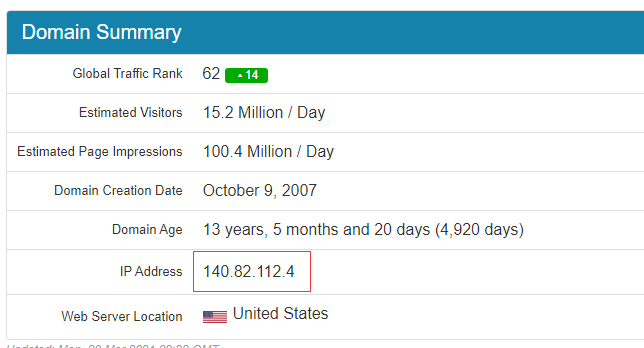 Domain Summary
Global Traffic Rank 62 14
Estimated Visitors 15.2 Million / Day
Estimated Page Impressions 100.4 Million / Day
Domain Creation Date October 9, 2007
Domain Age 13 years, 5 months and 20 days (4,920 days)
IP Address 140.82.112.4
Web Server Location United States